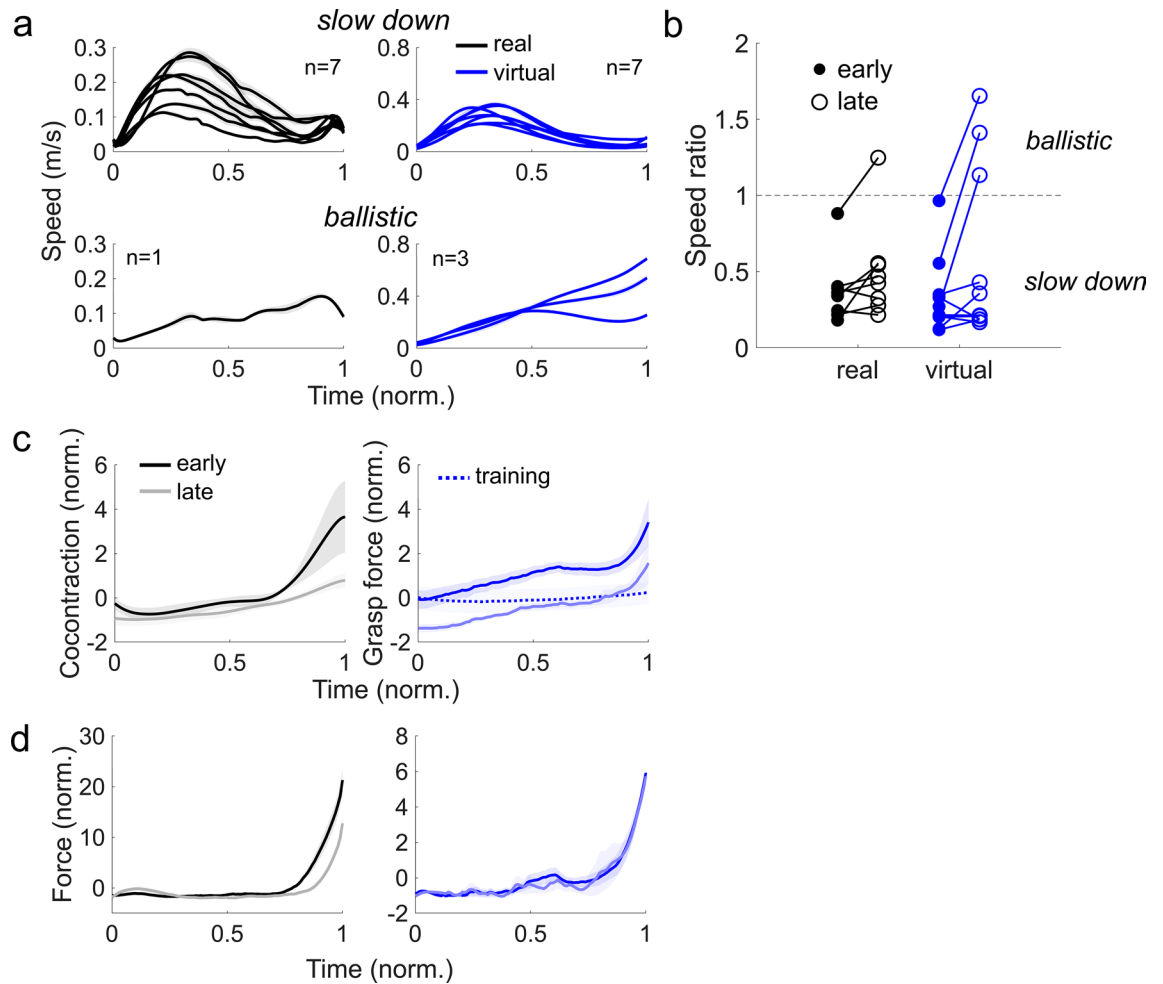 a
slow down
b
0.3
0.2
0.1
0
0
0.5
1
n=7
0.8
0.4
0
0
0.5
1
real
virtual
n=7
Speed (m/s)
ballistic
0.3
0.2
0.1
0
0
0.5
1
n=1
0.8
0.4
0
0
0.5
1
n=3
Time (norm.)
2
1.5
1
0.5
0
Speed ratio
early
late
ballistic
slow down
real
virtual
c
Cocontraction (norm.)
6
4
2
0
-2
0
0.5
1
early
late
Grasp force (norm.)
6
4
2
0
-2
0
0.5
1
training
Time (norm.)
d
Force (norm.)
30
20
10
0
0
0.5
1
8
6
4
2
0
-2
0
0.5
1
Time (norm.)